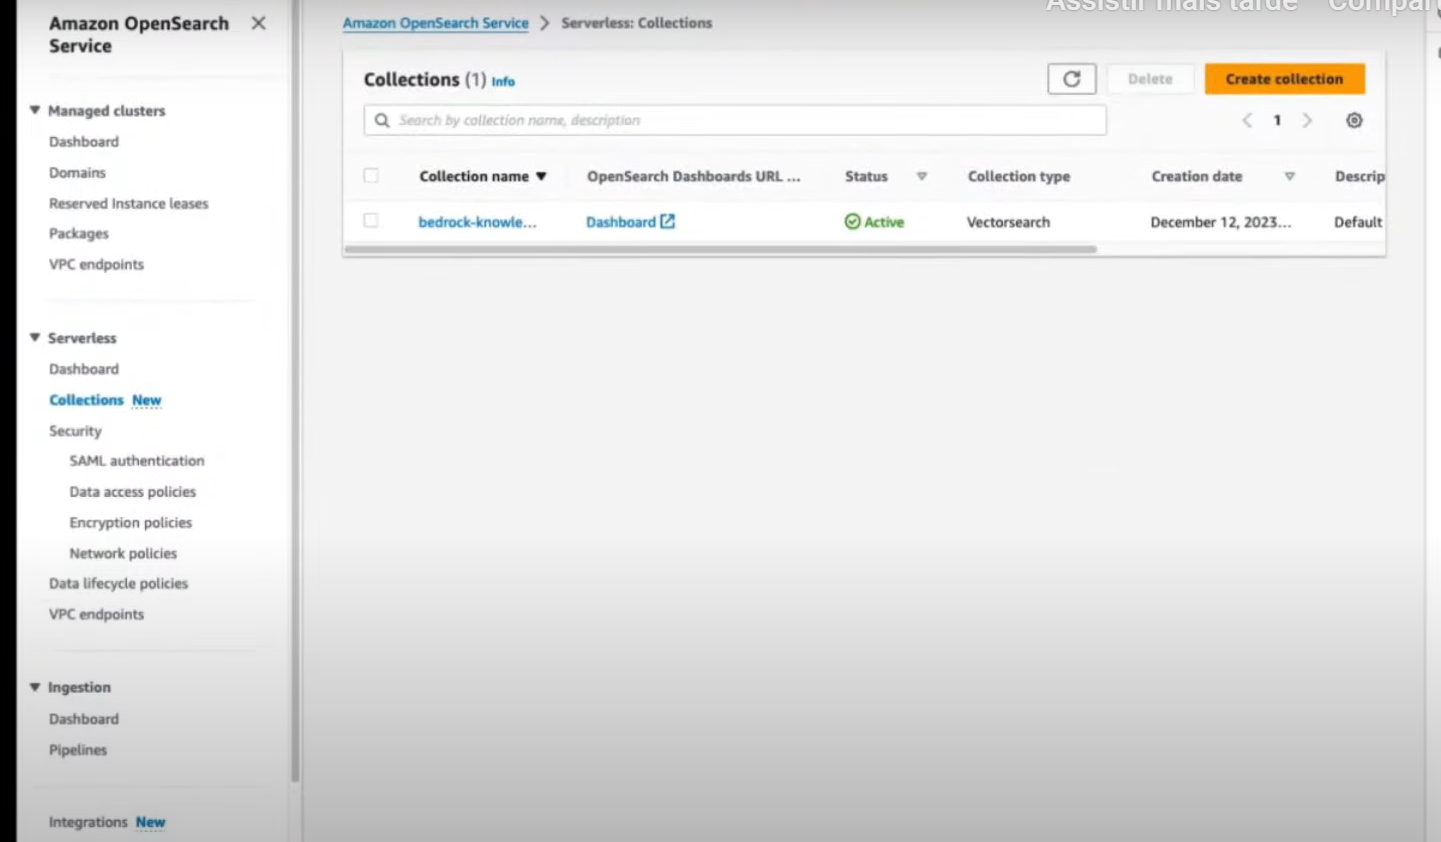 Assistir mais tarde
Amazon OpenSearch
Service
Managed clusters
Dashboard
Domains
Reserved Instance leases
Packages
VPC endpoints
Serverless
Dashboard
Collections New
Security
SAML authentication
Data access policies
Encryption policies
Network policies
Data lifecycle policies
VPC endpoints
Ingestion
Dashboard
Pipelines
Integrations New
Amazon OpenSearch Service > Serverless: Collections
Collections (1) Info
Delete
Create collection
Search by collection name, description
< 1 >
Collection name OpenSearch Dashboards URL ... Status Collection type Creation date Descrip
bedrock-knowle... Dashboard Active Vectorsearch December 12, 2023... Default